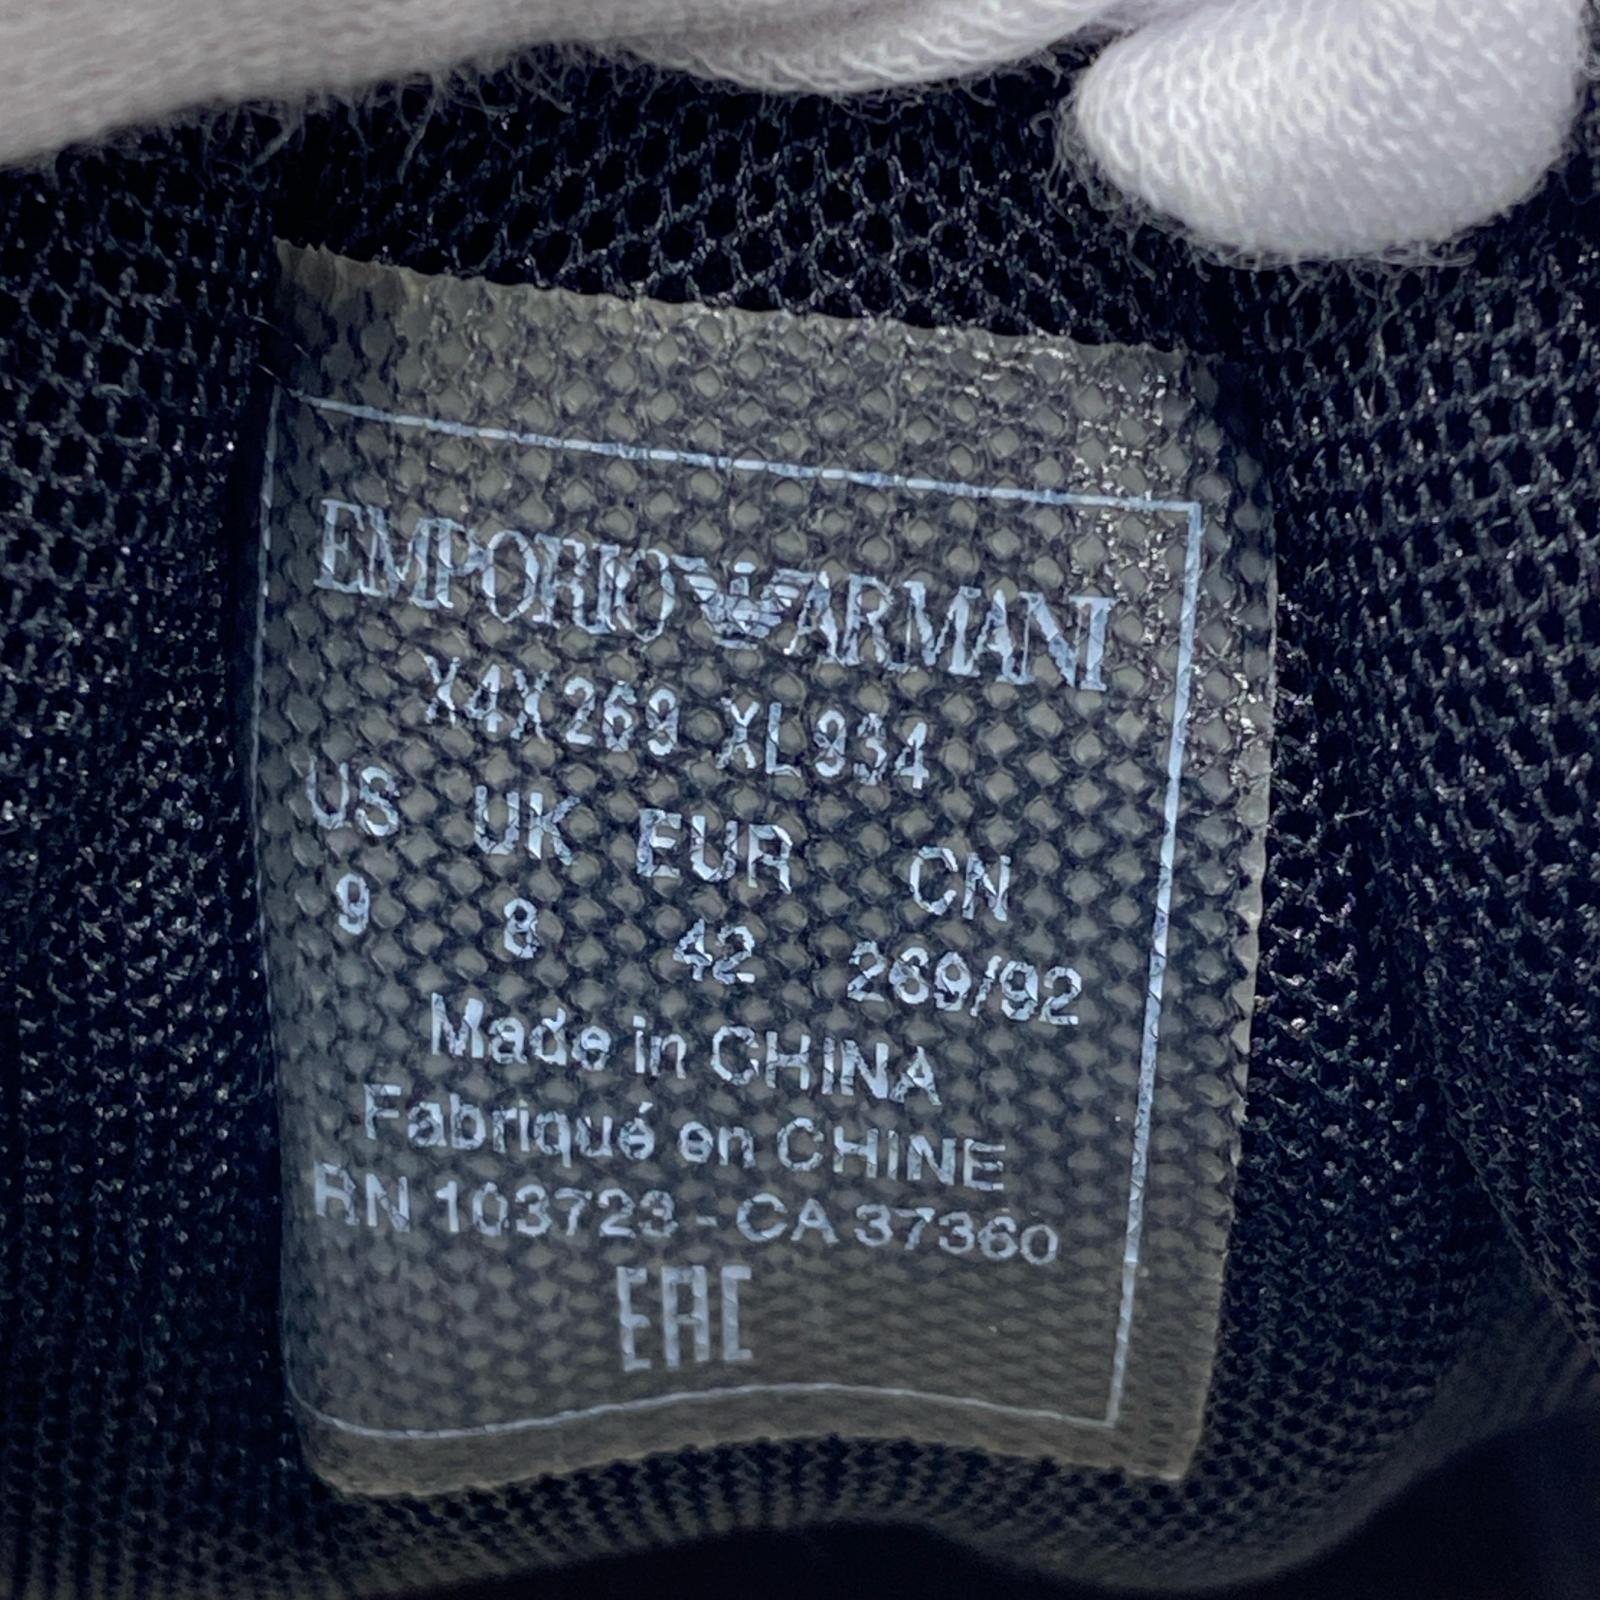 EMPORIO ARMANI
X4X269 XL934
US UK EUR CN
9 8 42 269/92
Made in CHINA
Fabriqué en CHINE
RN 103723 - CA 37360
EAC